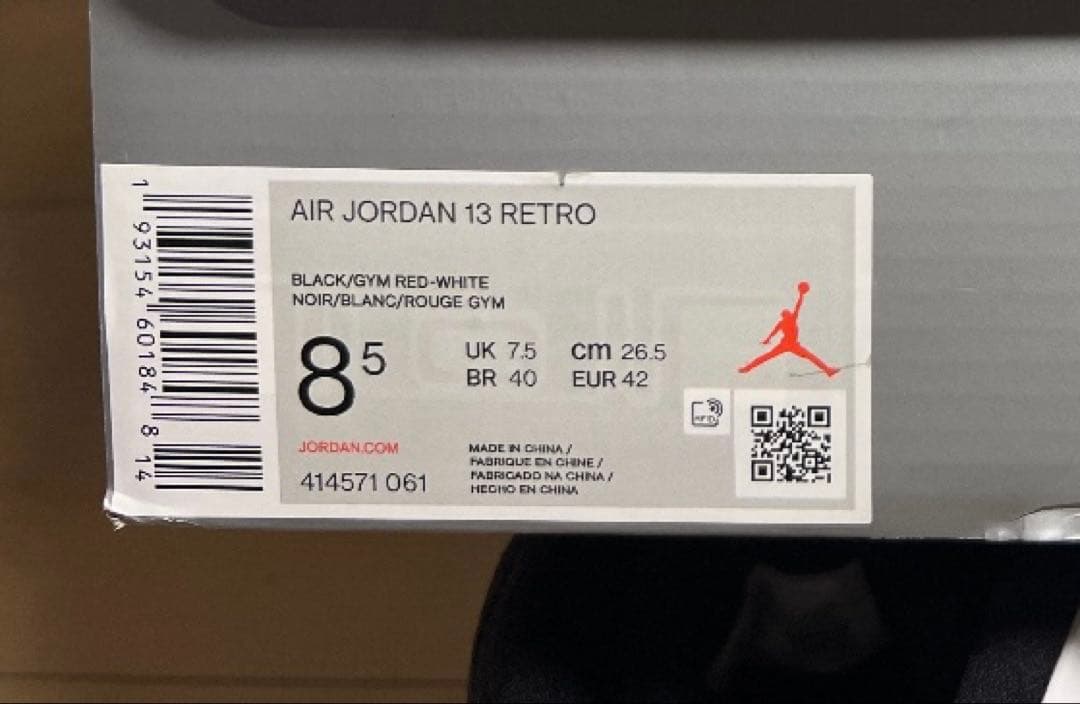 AIR JORDAN 13 RETRO
BLACK/GYM RED-WHITE
NOIR/BLANC/ROUGE GYM
8 5
UK 7.5 cm 26.5
BR 40 EUR 42
JORDAN.COM
414571 061
MADE IN CHINA /
FABRIQUE EN CHINE /
FABRICADO NA CHINA /
HECHO EN CHINA
RFID
1 93154 60184 8 14